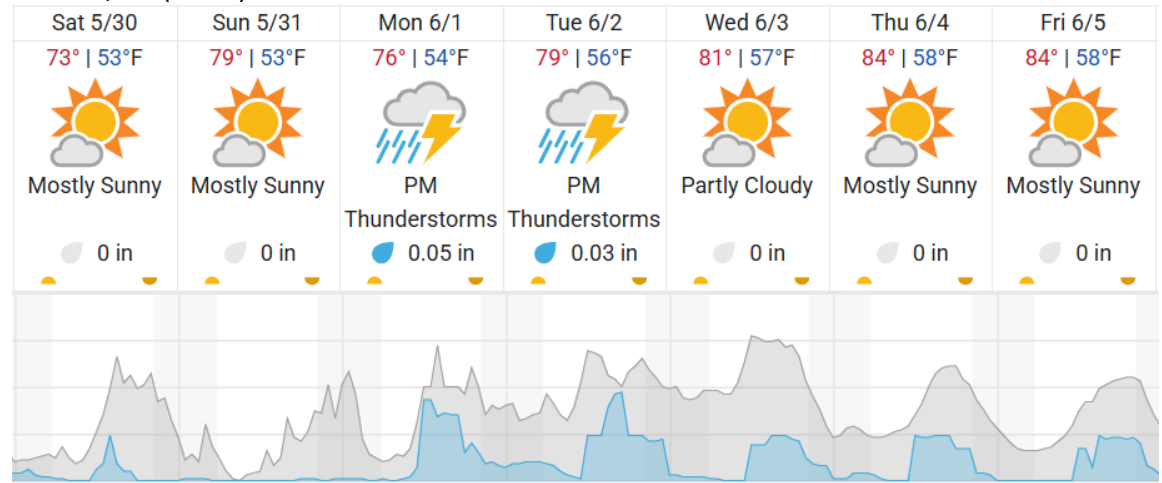 Sat 5/30 Sun 5/31 Mon 6/1 Tue 6/2 Wed 6/3 Thu 6/4 Fri 6/5
73° | 53°F 79° | 53°F 76° | 54°F 79° | 56°F 81° | 57°F 84° | 58°F 84° | 58°F
Mostly Sunny Mostly Sunny PM PM Partly Cloudy Mostly Sunny Mostly Sunny
Thunderstorms Thunderstorms
0 in 0 in 0.05 in 0.03 in 0 in 0 in 0 in